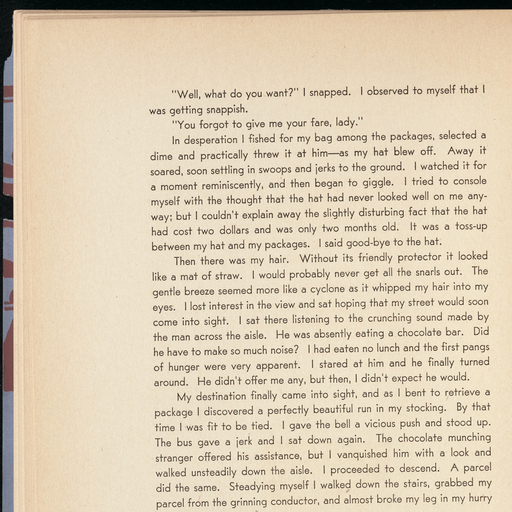 "Well, what do you want?" I snapped. I observed to myself that I
was getting snappish.
"You forgot to give me your fare, lady."
In desperation I fished for my bag among the packages, selected a
dime and practically threw it at him—as my hat blew off. Away it
soared, soon settling in swoops and jerks to the ground. I watched it for
a moment reminiscently, and then began to giggle. I tried to console
myself with the thought that the hat had never looked well on me any-
way; but I couldn't explain away the slightly disturbing fact that the hat
had cost two dollars and was only two months old. It was a toss-up
between my hat and my packages. I said good-bye to the hat.
Then there was my hair. Without its friendly protector it looked
like a mat of straw. I would probably never get all the snarls out. The
gentle breeze seemed more like a cyclone as it whipped my hair into my
eyes. I lost interest in the view and sat hoping that my street would soon
come into sight. I sat there listening to the crunching sound made by
the man across the aisle. He was absently eating a chocolate bar. Did
he have to make so much noise? I had eaten no lunch and the first pangs
of hunger were very apparent. I stared at him and he finally turned
around. He didn't offer me any, but then, I didn't expect he would.
My destination finally came into sight, and as I bent to retrieve a
package I discovered a perfectly beautiful run in my stocking. By that
time I was fit to be tied. I gave the bell a vicious push and stood up.
The bus gave a jerk and I sat down again. The chocolate munching
stranger offered his assistance, but I vanquished him with a look and
walked unsteadily down the aisle. I proceeded to descend. A parcel
did the same. Steadying myself I walked down the stairs, grabbed my
parcel from the grinning conductor, and almost broke my leg in my hurry